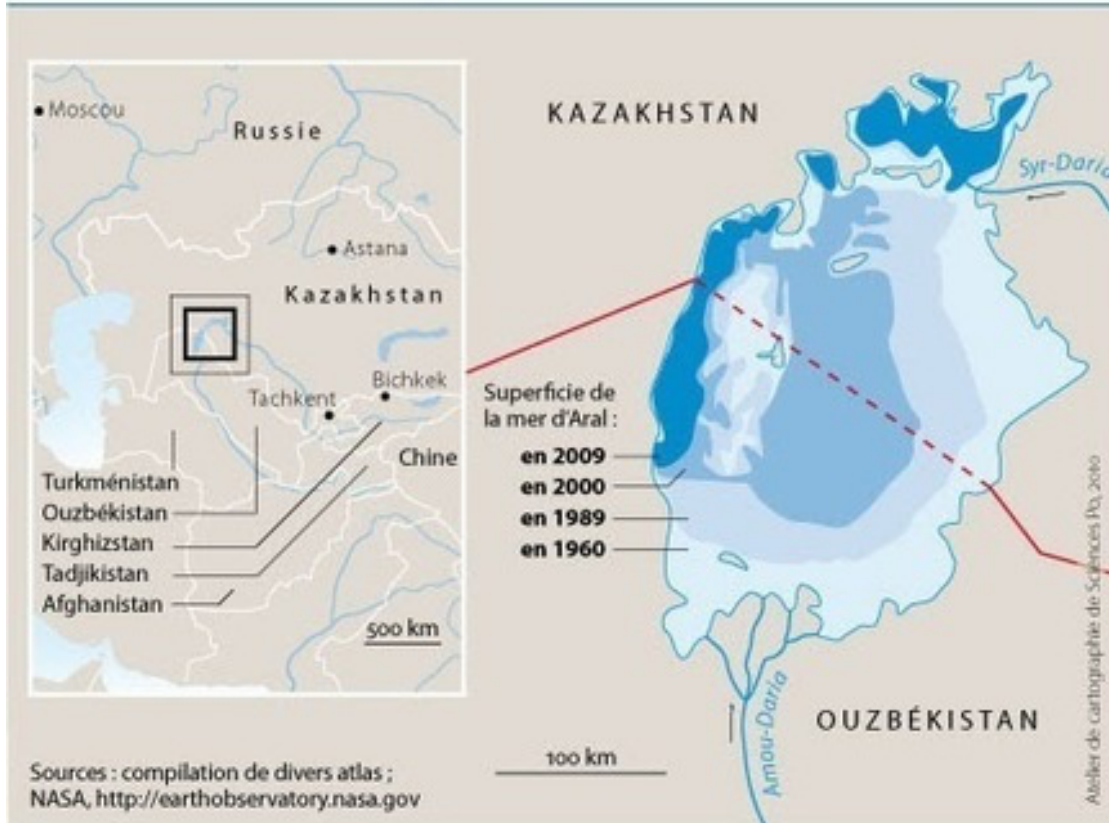 Moscou
Russie
Astana
Kazakhstan
Bichkek
Tachkent
Chine
Turkménistan
Ouzbékistan
Kirghizstan
Tadjikistan
Afghanistan
500 km
Sources : compilation de divers atlas ;
NASA, http://earthobservatory.nasa.gov
KAZAKHSTAN
Syr-Daria
Superficie de
la mer d'Aral :
en 2009
en 2000
en 1989
en 1960
Amou-Daria
OUZBÉKISTAN
100 km
Atelier de cartographie de Sciences Po, 2010